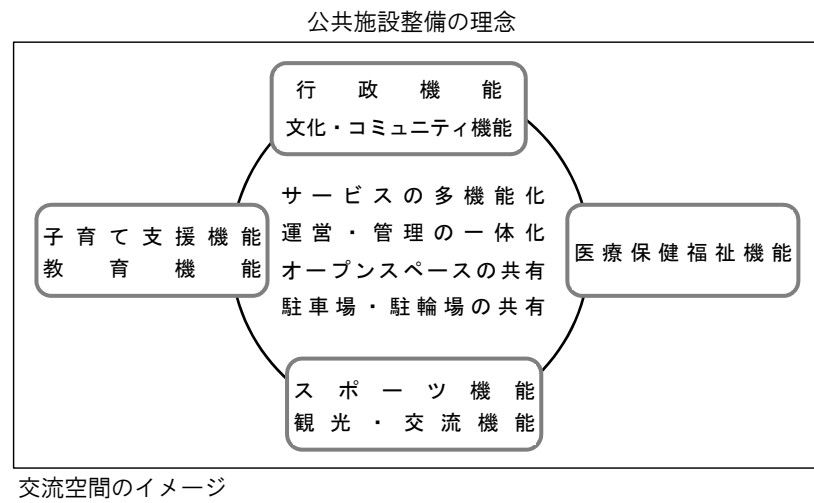 公共施設整備の理念
行政機能
文化・コミュニティ機能
サービスの多機能化
運営・管理の一体化
オープンスペースの共有
駐車場・駐輪場の共有
子育て支援機能
教育機能
医療保健福祉機能
スポーツ機能
観光・交流機能
交流空間のイメージ